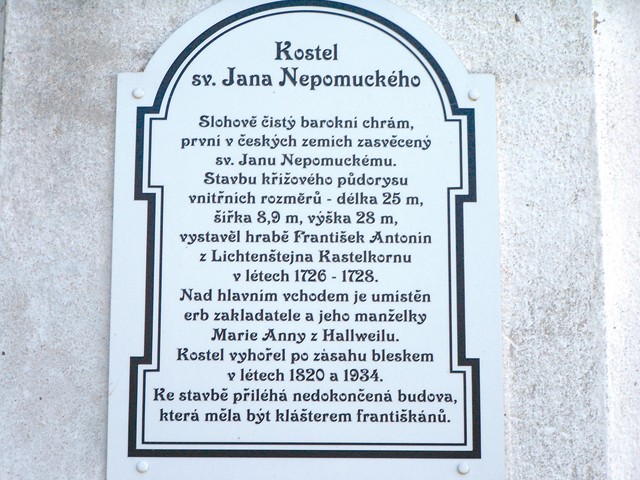 Kostel
sv. Jana Nepomuckého
Slohově čistý barokní chrám,
první v českých zemích zasvěcený
sv. Janu Nepomuckému.
Stavbu křížového půdorysu
vnitřních rozměrů - délka 25 m,
šířka 8,9 m, výška 28 m,
vystavěl hrabě František Antonín
z Lichtenštejna Kastelkornu
v létech 1726 - 1728.
Nad hlavním vchodem je umístěn
erb zakladatele a jeho manželky
Marie Anny z Hallweilu.
Kostel vyhořel po zásahu bleskem
v létech 1820 a 1934.
Ke stavbě přiléhá nedokončená budova,
která měla být klášterem františkánů.